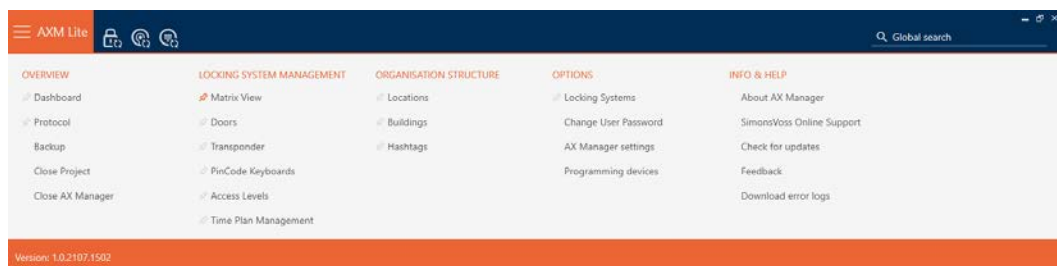 AXM Lite
Global search
OVERVIEW
Dashboard
Protocol
Backup
Close Project
Close AX Manager
LOCKING SYSTEM MANAGEMENT
Matrix View
Doors
Transponder
PinCode Keyboards
Access Levels
Time Plan Management
ORGANISATION STRUCTURE
Locations
Buildings
Hashtags
OPTIONS
Locking Systems
Change User Password
AX Manager settings
Programming devices
INFO & HELP
About AX Manager
SimonsVoss Online Support
Check for updates
Feedback
Download error logs
Version: 1.0.2107.1502